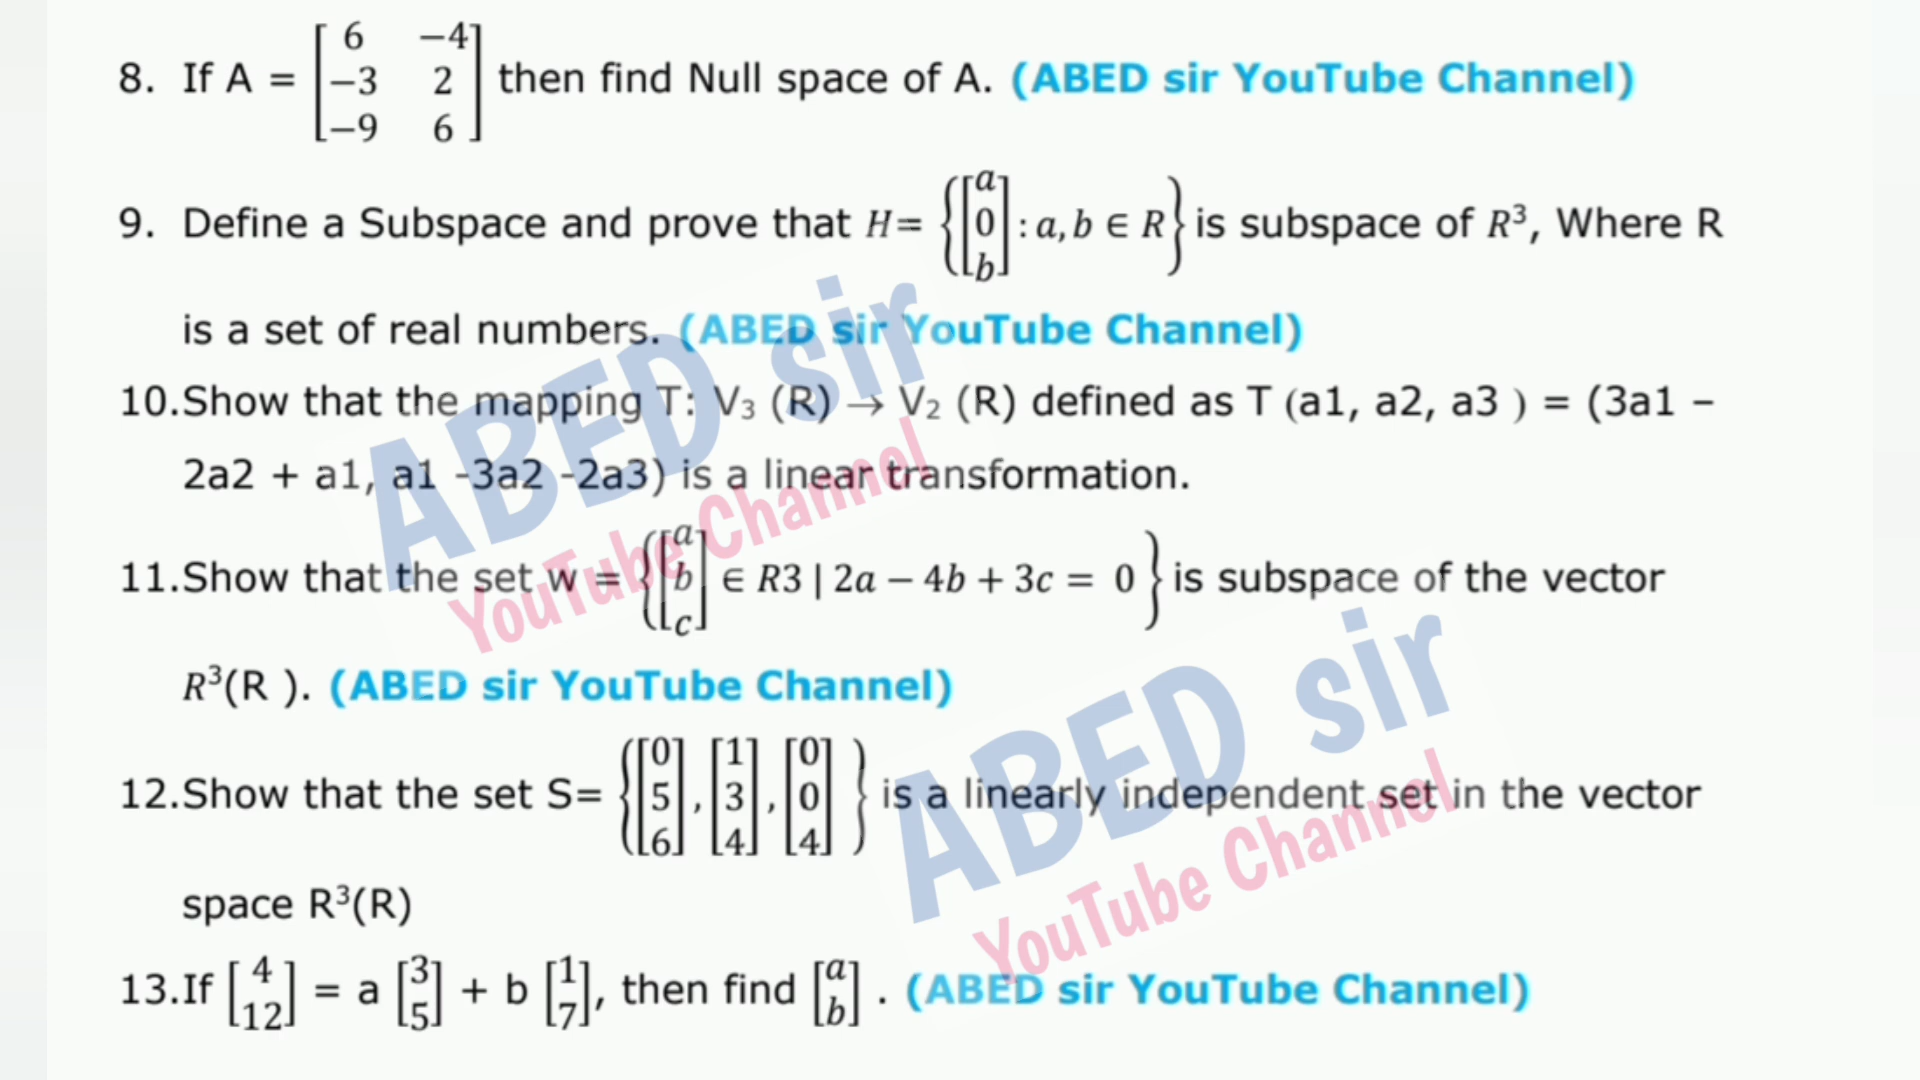 8. If A = [6 −4; −3 2; −9 6] then find Null space of A. (ABED sir YouTube Channel)
9. Define a Subspace and prove that H= {[a; 0; b] : a, b ∈ R} is subspace of R³, Where R
is a set of real numbers. (ABED sir YouTube Channel)
10.Show that the mapping T: V₃ (R) → V₂ (R) defined as T (a1, a2, a3 ) = (3a1 –
2a2 + a1, a1 -3a2 -2a3) is a linear transformation.
11.Show that the set w = {[a; b; c] ∈ R3 | 2a − 4b + 3c = 0} is subspace of the vector
R³(R ). (ABED sir YouTube Channel)
12.Show that the set S= {[0; 5; 6], [1; 3; 4], [0; 0; 4]} is a linearly independent set in the vector
space R³(R)
13.If [4; 12] = a [3; 5] + b [1; 7], then find [a; b] . (ABED sir YouTube Channel)
ABED sir
YouTube Channel
ABED sir
YouTube Channel